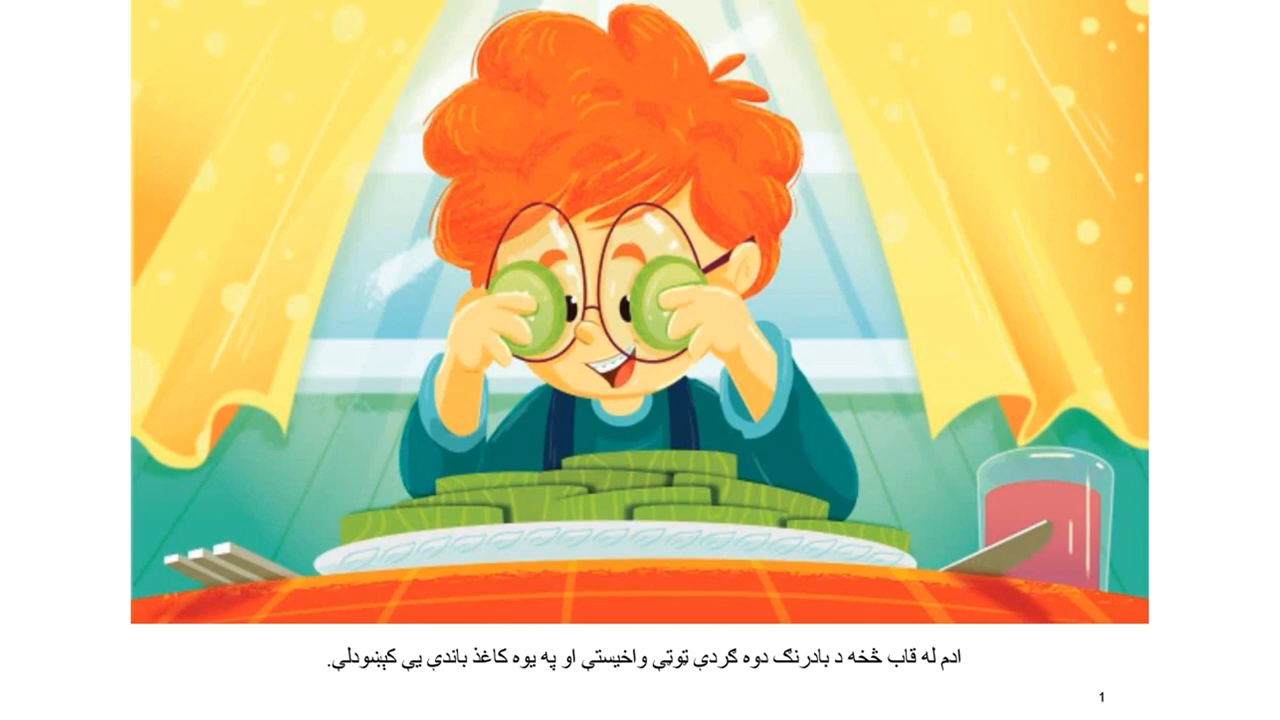 ادم له قاب څخه د بادرنګ دوه ګردې ټوټې واخیستې او په یوه کاغذ باندې یې کېښودلې.
1